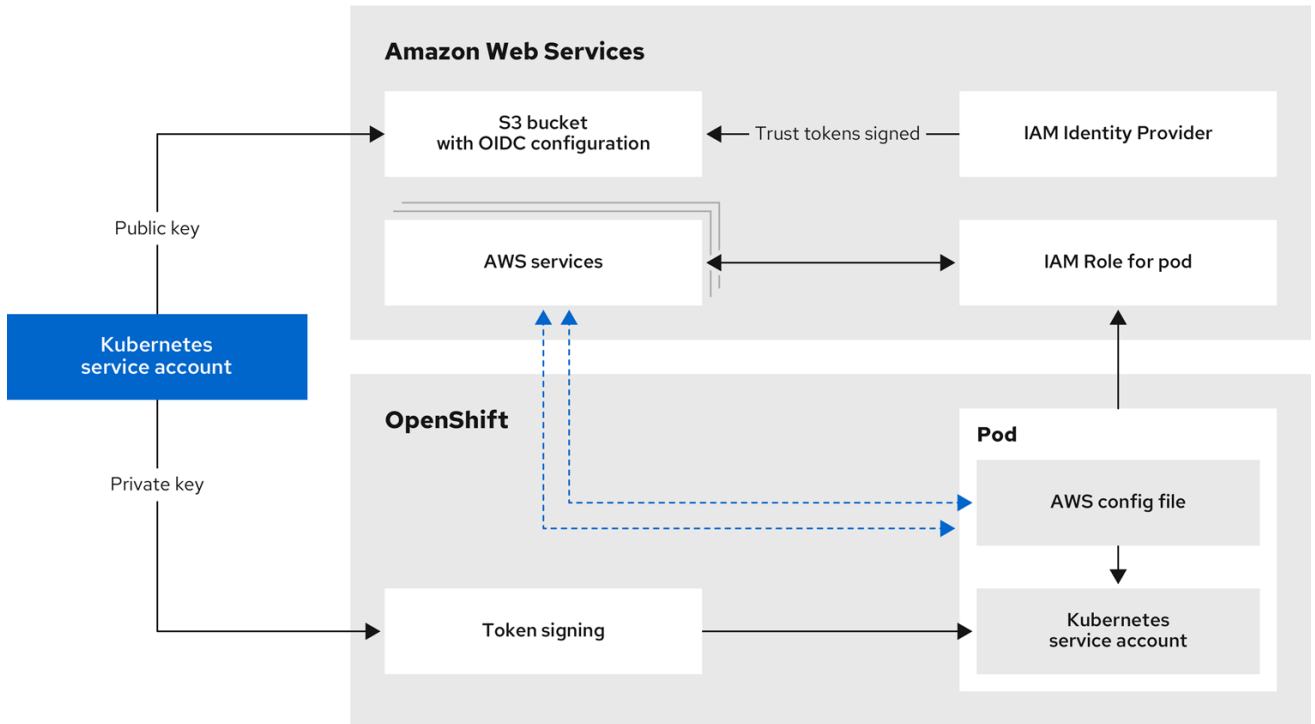 Amazon Web Services
S3 bucket
with OIDC configuration
Trust tokens signed
IAM Identity Provider
Public key
AWS services
IAM Role for pod
Kubernetes
service account
OpenShift
Pod
Private key
AWS config file
Token signing
Kubernetes
service account